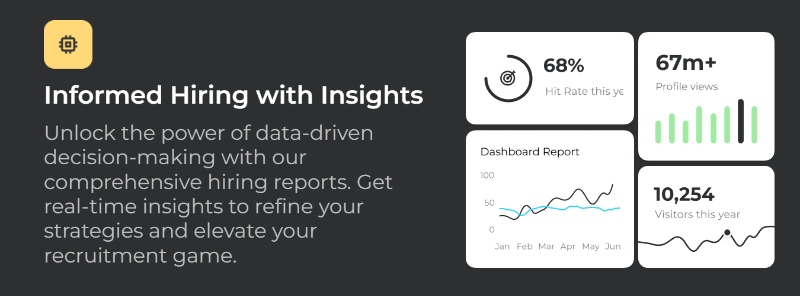 Informed Hiring with Insights
Unlock the power of data-driven
decision-making with our
comprehensive hiring reports. Get
real-time insights to refine your
strategies and elevate your
recruitment game.
68%
Hit Rate this ye
67m+
Profile views
Dashboard Report
100
50
0
Jan Feb Mar Apr May Jun
10,254
Visitors this year